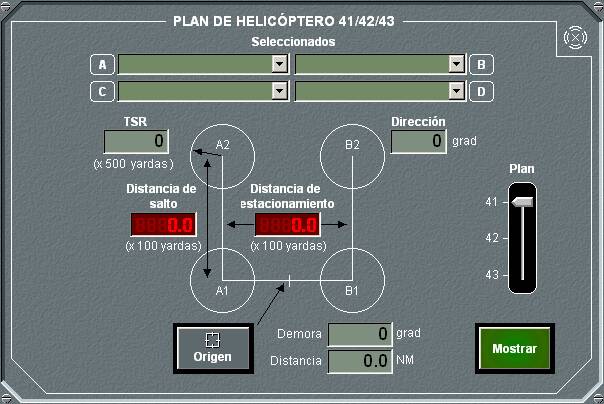 PLAN DE HELICÓPTERO 41/42/43
Seleccionados
A
B
C
D
TSR
0
(x 500 yardas)
A2
B2
Dirección
0 grad
Plan
41
42
43
Distancia de
salto
0.0
(x 100 yardas)
Distancia de
estacionamiento
0.0
(x 100 yardas)
A1
B1
Origen
Demora 0 grad
Distancia 0.0 NM
Mostrar